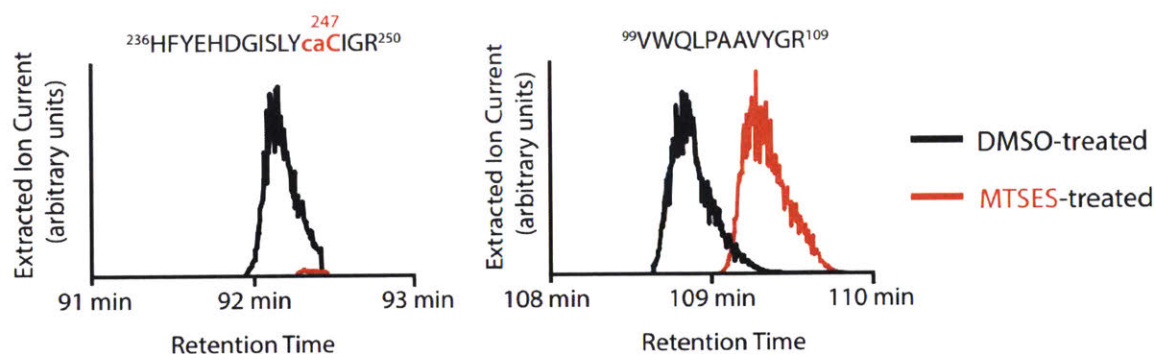 247
²³⁶HFYEHDGISLYcaCIGR²⁵⁰
Extracted Ion Current
(arbitrary units)
91 min
92 min
93 min
Retention Time
⁹⁹VWQLPAAVYGR¹⁰⁹
Extracted Ion Current
(arbitrary units)
108 min
109 min
110 min
Retention Time
DMSO-treated
MTSES-treated